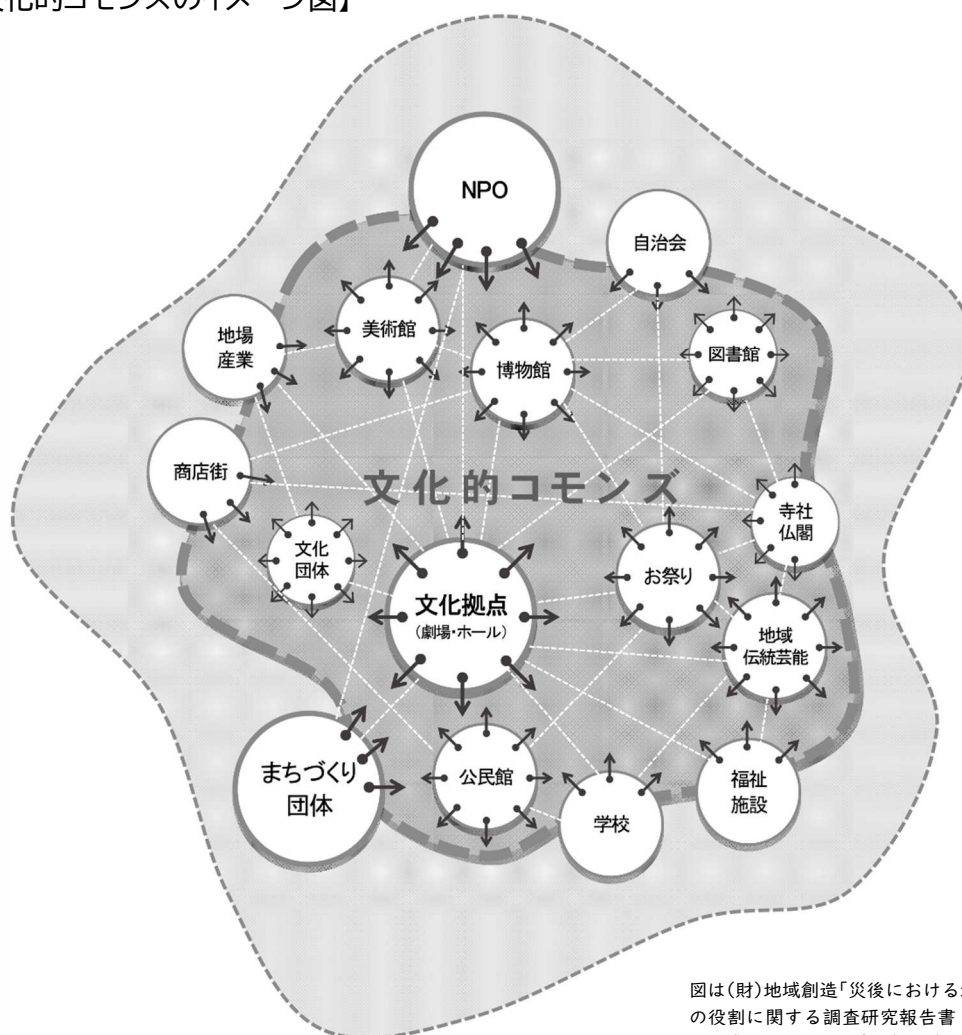 化的コモンズのイメージ図】
NPO
自治会
美術館
地場
産業
博物館
図書館
商店街
文化的コモンズ
寺社
仏閣
文化
団体
お祭り
文化拠点
(劇場・ホール)
地域
伝統芸能
まちづくり
団体
公民館
福祉
施設
学校
図は(財)地域創造「災後における
の役割に関する調査研究報告書